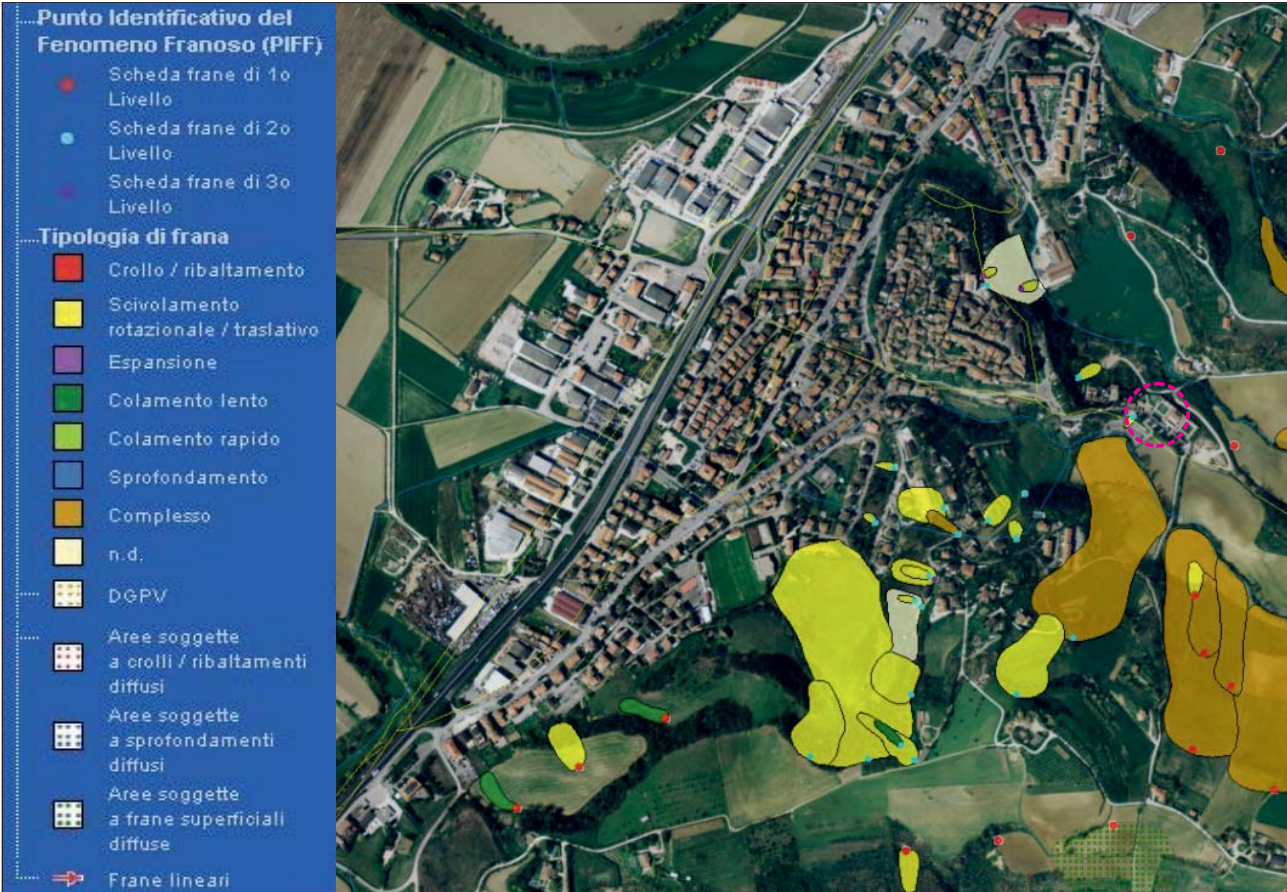 Punto Identificativo del
Fenomeno Franoso (PIFF)
Scheda frane di 1o
Livello
Scheda frane di 2o
Livello
Scheda frane di 3o
Livello
Tipologia di frana
Crollo / ribaltamento
Scivolamento
rotazionale / traslativo
Espansione
Colamento lento
Colamento rapido
Sprofondamento
Complesso
n.d.
DGPV
Aree soggette
a crolli / ribaltamenti
diffusi
Aree soggette
a sprofondamenti
diffusi
Aree soggette
a frane superficiali
diffuse
Frane lineari